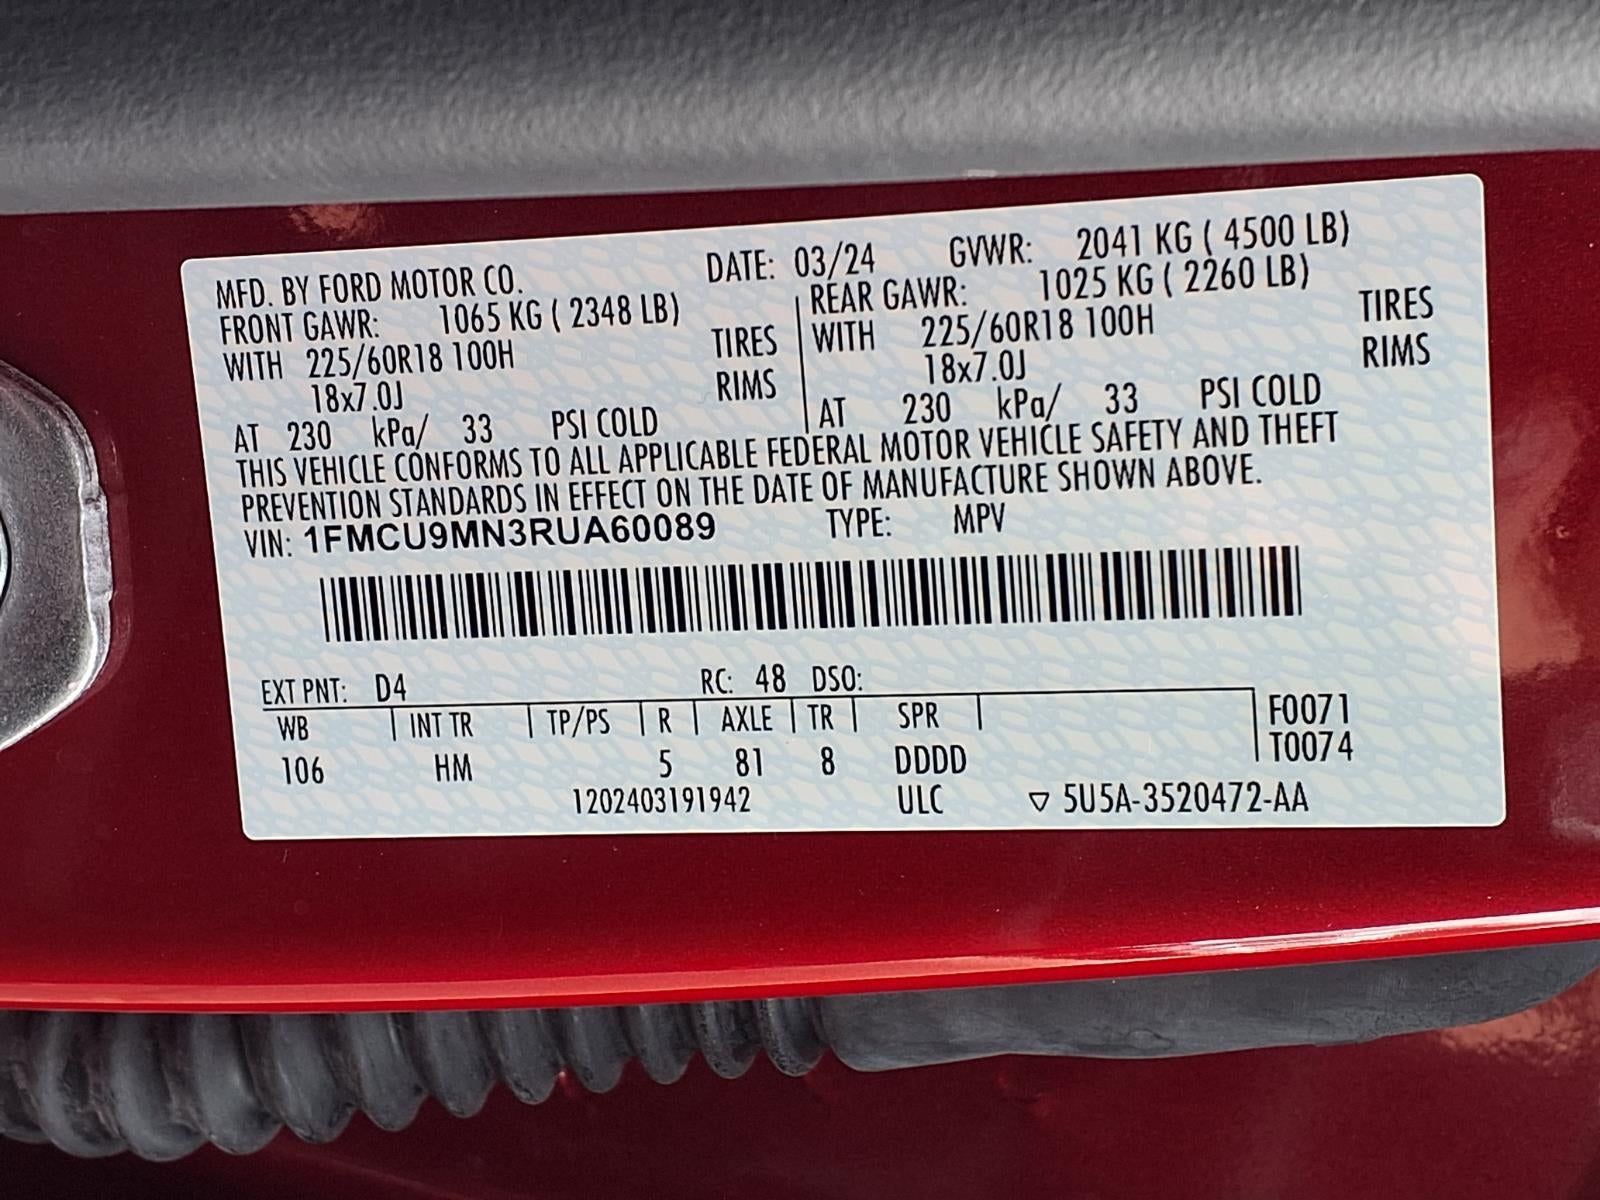 MFD. BY FORD MOTOR CO. DATE: 03/24 GVWR: 2041 KG ( 4500 LB)
FRONT GAWR: 1065 KG ( 2348 LB) REAR GAWR: 1025 KG ( 2260 LB)
WITH 225/60R18 100H TIRES WITH 225/60R18 100H TIRES
18x7.0J RIMS 18x7.0J RIMS
AT 230 kPa/ 33 PSI COLD AT 230 kPa/ 33 PSI COLD
THIS VEHICLE CONFORMS TO ALL APPLICABLE FEDERAL MOTOR VEHICLE SAFETY AND THEFT
PREVENTION STANDARDS IN EFFECT ON THE DATE OF MANUFACTURE SHOWN ABOVE.
VIN: 1FMCU9MN3RUA60089 TYPE: MPV
EXT PNT: D4 RC: 48 DSO:
WB INT TR TP/PS R AXLE TR SPR F0071
106 HM 5 81 8 DDDD T0074
1202403191942 ULC ▽ 5U5A-3520472-AA